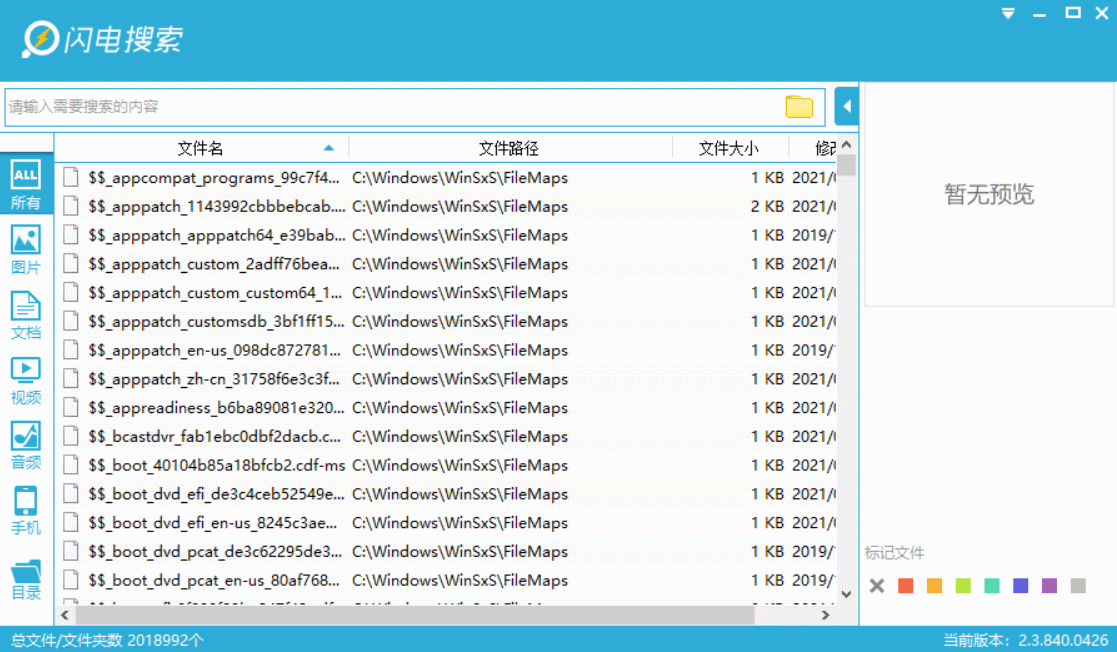 闪电搜索
请输入需要搜索的内容
文件名 文件路径 文件大小
$$_appcompat_programs_99c7f4... C:\Windows\WinSxS\FileMaps 1 KB 2021/
$$_apppatch_1143992cbbbebcab.... C:\Windows\WinSxS\FileMaps 2 KB 2021/
$$_apppatch_apppatch64_e39bab... C:\Windows\WinSxS\FileMaps 1 KB 2019/
$$_apppatch_custom_2adff76bea... C:\Windows\WinSxS\FileMaps 1 KB 2021/
$$_apppatch_custom_custom64_1... C:\Windows\WinSxS\FileMaps 1 KB 2021/
$$_apppatch_customsdb_3bf1ff15... C:\Windows\WinSxS\FileMaps 1 KB 2021/
$$_apppatch_en-us_098dc872781... C:\Windows\WinSxS\FileMaps 1 KB 2019/
$$_apppatch_zh-cn_31758f6e3c3f... C:\Windows\WinSxS\FileMaps 1 KB 2021/
$$_appreadiness_b6ba89081e320... C:\Windows\WinSxS\FileMaps 1 KB 2021/
$$_bcastdvr_fab1ebc0dbf2dacb.c... C:\Windows\WinSxS\FileMaps 1 KB 2021/
$$_boot_40104b85a18bfcb2.cdf-ms C:\Windows\WinSxS\FileMaps 1 KB 2021/
$$_boot_dvd_efi_de3c4ceb52549e... C:\Windows\WinSxS\FileMaps 1 KB 2021/
$$_boot_dvd_efi_en-us_8245c3ae... C:\Windows\WinSxS\FileMaps 1 KB 2021/
$$_boot_dvd_pcat_de3c62295de3... C:\Windows\WinSxS\FileMaps 1 KB 2019/
$$_boot_dvd_pcat_en-us_80af768... C:\Windows\WinSxS\FileMaps 1 KB 2019/
ALL
所有
图片
文档
视频
音频
手机
目录
暂无预览
标记文件
总文件/文件夹数 2018992个
当前版本：2.3.840.0426